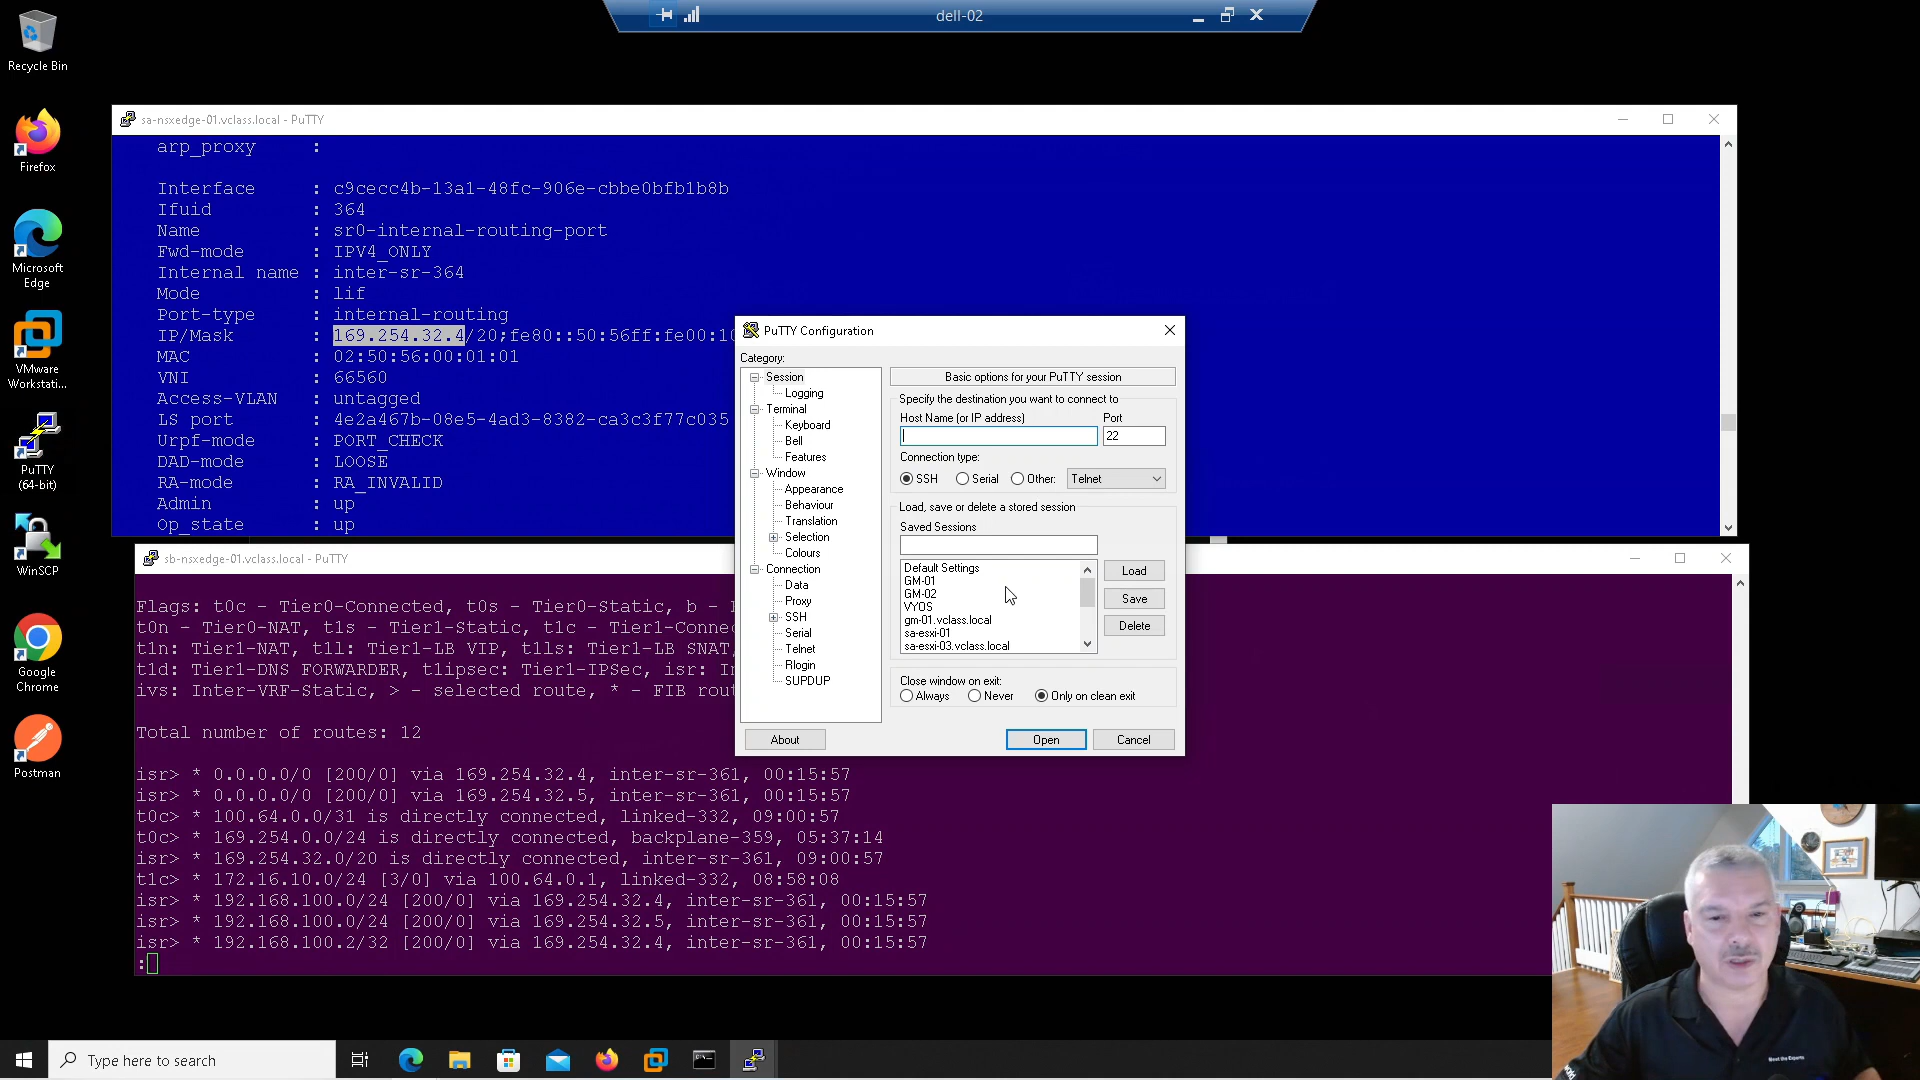 dell-02
Recycle Bin
Firefox
Microsoft
Edge
VMware
Workstati...
PuTTY
(64-bit)
WinSCP
Google
Chrome
Postman
sa-nsxedge-01.vclass.local - PuTTY
arp_proxy :
Interface : c9cecc4b-13a1-48fc-906e-cbbe0bfb1b8b
Ifuid : 364
Name : sr0-internal-routing-port
Fwd-mode : IPV4_ONLY
Internal name : inter-sr-364
Mode : lif
Port-type : internal-routing
IP/Mask : 169.254.32.4/20;fe80::50:56ff:fe00:10
MAC : 02:50:56:00:01:01
VNI : 66560
Access-VLAN : untagged
LS port : 4e2a467b-08e5-4ad3-8382-ca3c3f77c035
Urpf-mode : PORT_CHECK
DAD-mode : LOOSE
RA-mode : RA_INVALID
Admin : up
Op_state : up
sb-nsxedge-01.vclass.local - PuTTY
Flags: t0c - Tier0-Connected, t0s - Tier0-Static, b -
t0n - Tier0-NAT, t1s - Tier1-Static, t1c - Tier1-Conne
t1n: Tier1-NAT, t1l: Tier1-LB VIP, t1ls: Tier1-LB SNAT,
t1d: Tier1-DNS FORWARDER, t1ipsec: Tier1-IPSec, isr: In
ivs: Inter-VRF-Static, > - selected route, * - FIB rout
Total number of routes: 12
isr> * 0.0.0.0/0 [200/0] via 169.254.32.4, inter-sr-361, 00:15:57
isr> * 0.0.0.0/0 [200/0] via 169.254.32.5, inter-sr-361, 00:15:57
t0c> * 100.64.0.0/31 is directly connected, linked-332, 09:00:57
t0c> * 169.254.0.0/24 is directly connected, backplane-359, 05:37:14
isr> * 169.254.32.0/20 is directly connected, inter-sr-361, 09:00:57
t1c> * 172.16.10.0/24 [3/0] via 100.64.0.1, linked-332, 08:58:08
isr> * 192.168.100.0/24 [200/0] via 169.254.32.4, inter-sr-361, 00:15:57
isr> * 192.168.100.0/24 [200/0] via 169.254.32.5, inter-sr-361, 00:15:57
isr> * 192.168.100.2/32 [200/0] via 169.254.32.4, inter-sr-361, 00:15:57
:
PuTTY Configuration
Category:
Session
Logging
Terminal
Keyboard
Bell
Features
Window
Appearance
Behaviour
Translation
Selection
Colours
Connection
Data
Proxy
SSH
Serial
Telnet
Rlogin
SUPDUP
Basic options for your PuTTY session
Specify the destination you want to connect to
Host Name (or IP address) Port
22
Connection type:
SSH Serial Other: Telnet
Load, save or delete a stored session
Saved Sessions
Default Settings
GM-01
GM-02
VYOS
gm-01.vclass.local
sa-esxi-01
sa-esxi-03.vclass.local
Load
Save
Delete
Close window on exit:
Always Never Only on clean exit
About Open Cancel
Type here to search